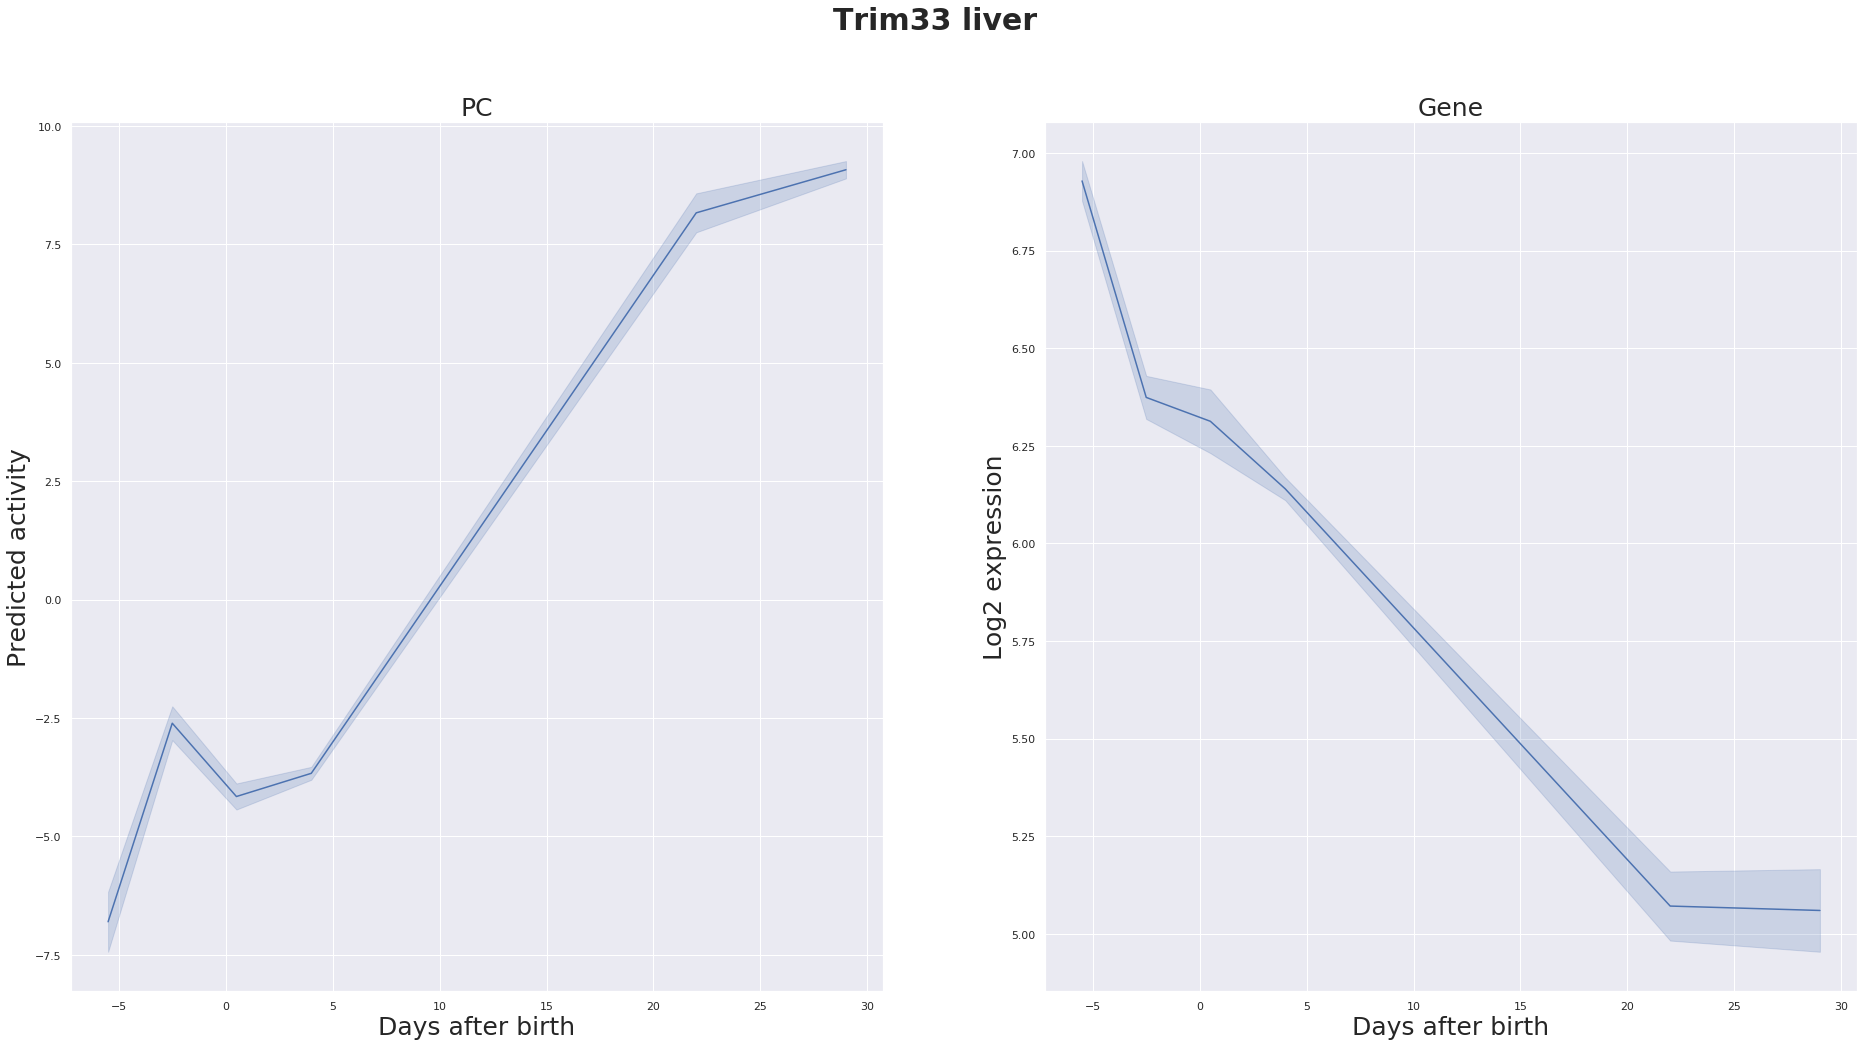 Trim33 liver
PC
Predicted activity
10.0
7.5
5.0
2.5
0.0
−2.5
−5.0
−7.5
−5 0 5 10 15 20 25 30
Days after birth
Gene
Log2 expression
7.00
6.75
6.50
6.25
6.00
5.75
5.50
5.25
5.00
−5 0 5 10 15 20 25 30
Days after birth